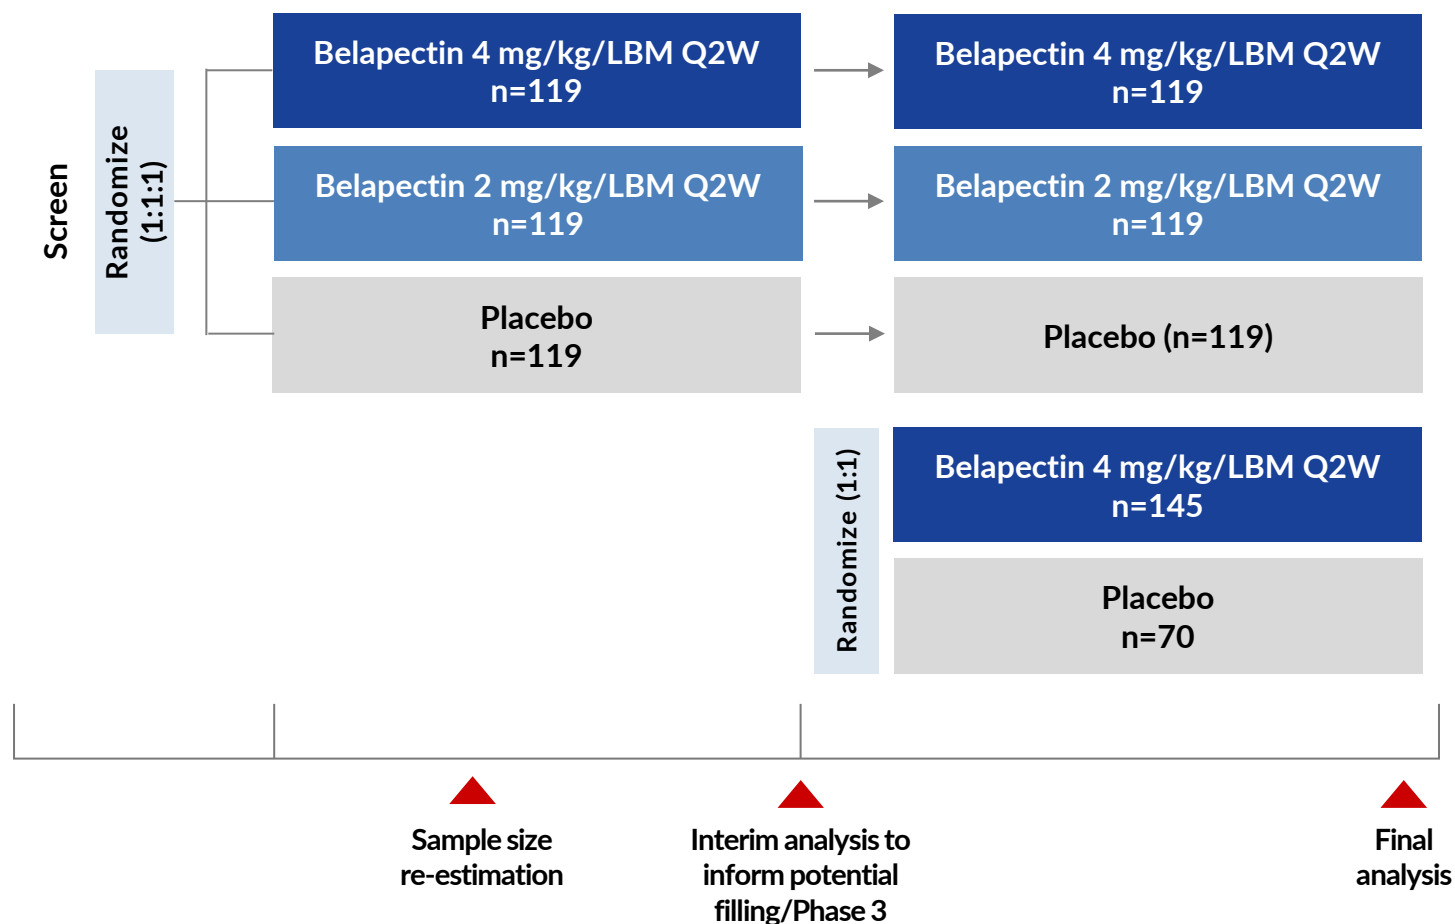 Screen
Randomize
(1:1:1)
Belapectin 4 mg/kg/LBM Q2W
n=119
Belapectin 2 mg/kg/LBM Q2W
n=119
Placebo
n=119
Belapectin 4 mg/kg/LBM Q2W
n=119
Belapectin 2 mg/kg/LBM Q2W
n=119
Placebo (n=119)
Randomize (1:1)
Belapectin 4 mg/kg/LBM Q2W
n=145
Placebo
n=70
Sample size
re-estimation
Interim analysis to
inform potential
filling/Phase 3
Final
analysis